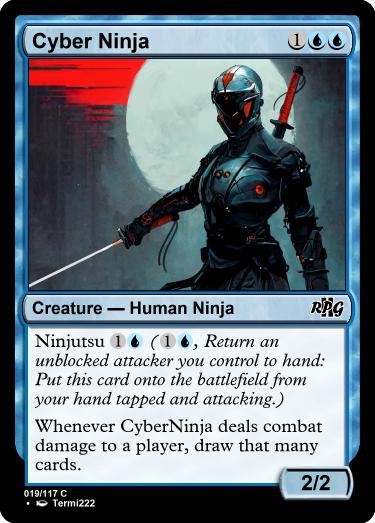 Cyber Ninja 1
Creature — Human Ninja RPG
Ninjutsu 1 ( 1 , Return an
unblocked attacker you control to hand:
Put this card onto the battlefield from
your hand tapped and attacking.)
Whenever CyberNinja deals combat
damage to a player, draw that many
cards.
2/2
019/117 C
• Termi222